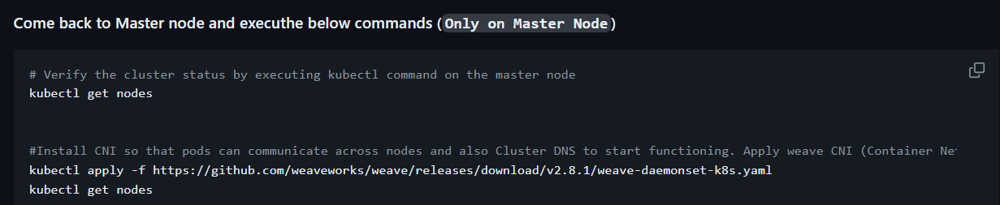 Come back to Master node and executhe below commands (Only on Master Node)
# Verify the cluster status by executing kubectl command on the master node
kubectl get nodes
#Install CNI so that pods can communicate across nodes and also Cluster DNS to start functioning. Apply weave CNI (Container Ne
kubectl apply -f https://github.com/weaveworks/weave/releases/download/v2.8.1/weave-daemonset-k8s.yaml
kubectl get nodes